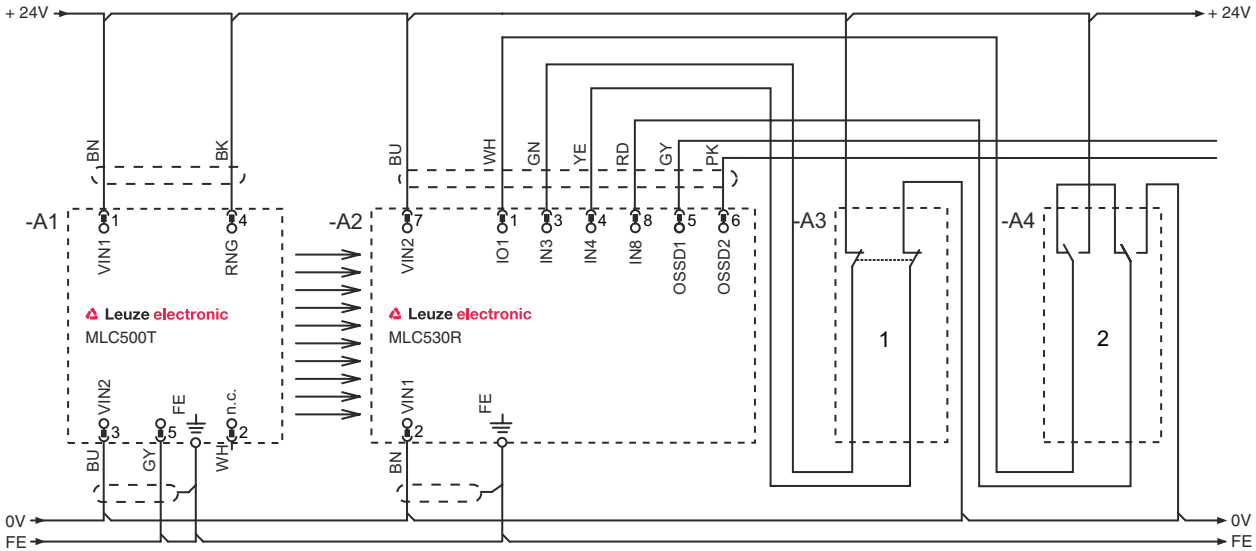 + 24V
+ 24V
BN
BK
BU
WH
GN
YE
RD
GY
PK
-A1
1
4
-A2
7
1
3
4
8
5
6
-A3
-A4
VIN1
RNG
VIN2
IO1
IN3
IN4
IN8
OSSD1
OSSD2
Leuze electronic
MLC500T
Leuze electronic
MLC530R
1
2
VIN2
FE
n.c.
VIN1
FE
3
5
2
2
BU
GY
WH
BN
0V
0V
FE
FE